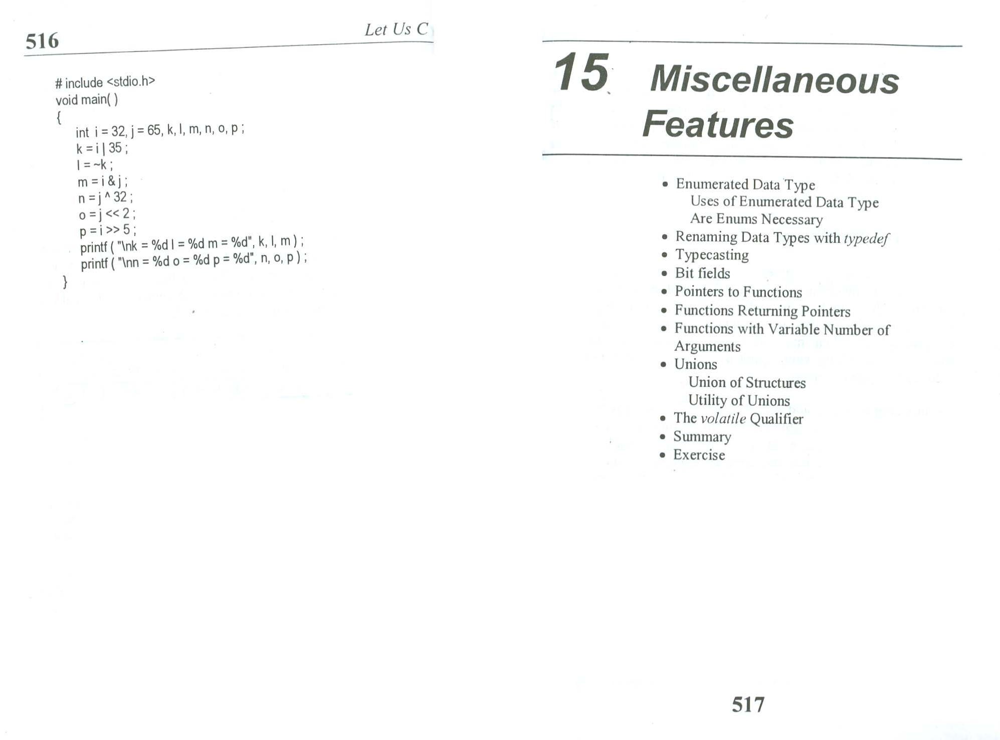 516
Let Us C
# include <stdio.h>
void main( )
{
int i = 32, j = 65, k, l, m, n, o, p ;
k = i | 35 ;
l = ~k ;
m = i & j ;
n = j ^ 32 ;
o = j << 2 ;
p = i >> 5 ;
printf ( "\nk = %d l = %d m = %d", k, l, m ) ;
printf ( "\nn = %d o = %d p = %d", n, o, p ) ;
}
15 Miscellaneous
Features
• Enumerated Data Type
Uses of Enumerated Data Type
Are Enums Necessary
• Renaming Data Types with typedef
• Typecasting
• Bit fields
• Pointers to Functions
• Functions Returning Pointers
• Functions with Variable Number of
Arguments
• Unions
Union of Structures
Utility of Unions
• The volatile Qualifier
• Summary
• Exercise
517